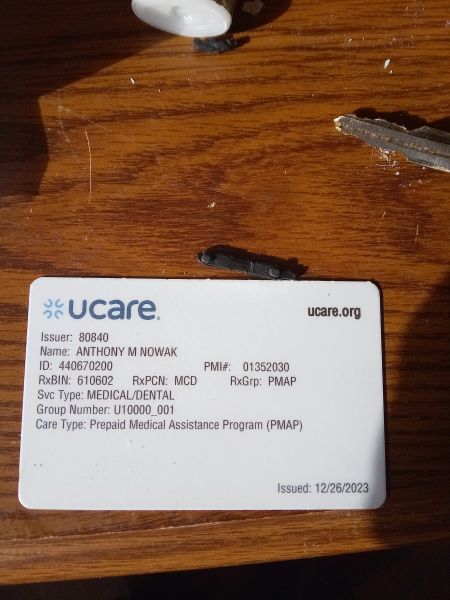 ucare.
ucare.org
Issuer: 80840
Name: ANTHONY M NOWAK
ID: 440670200 PMI#: 01352030
RxBIN: 610602 RxPCN: MCD RxGrp: PMAP
Svc Type: MEDICAL/DENTAL
Group Number: U10000_001
Care Type: Prepaid Medical Assistance Program (PMAP)
Issued: 12/26/2023